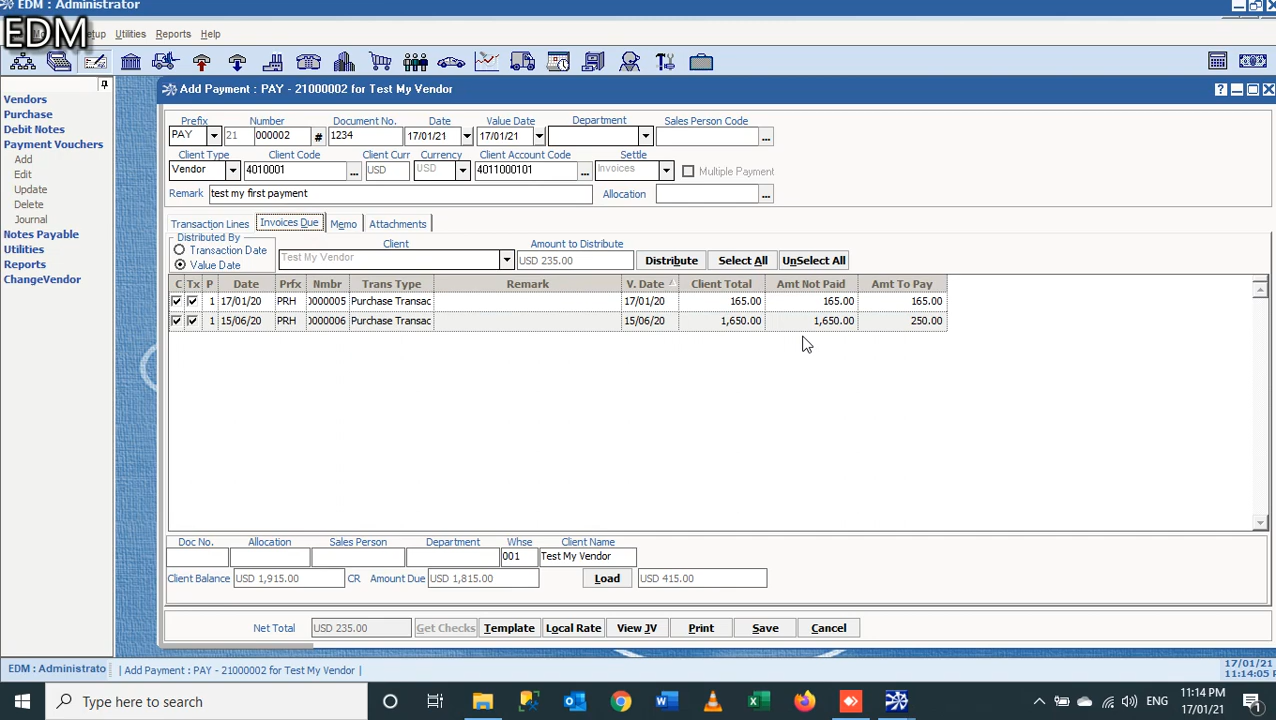 EDM : Administrator
EDM
etup Utilities Reports Help
Vendors
Purchase
Debit Notes
Payment Vouchers
Add
Edit
Update
Delete
Journal
Notes Payable
Utilities
Reports
ChangeVendor
Add Payment : PAY - 21000002 for Test My Vendor
Prefix Number Document No. Date Value Date Department Sales Person Code
PAY 21 000002 # 1234 17/01/21 17/01/21
Client Type Client Code Client Curr Currency Client Account Code Settle
Vendor 4010001 ... USD USD 4011000101 ... Invoices Multiple Payment
Remark test my first payment Allocation ...
Transaction Lines Invoices Due Memo Attachments
Distributed By Client Amount to Distribute
Transaction Date
Value Date
Test My Vendor USD 235.00 Distribute Select All UnSelect All
C Tx P Date Prfx Nmbr Trans Type Remark V. Date Client Total Amt Not Paid Amt To Pay
17/01/20 PRH 0000005 Purchase Transac 17/01/20 165.00 165.00 165.00
1 15/06/20 PRH 0000006 Purchase Transac 15/06/20 1,650.00 1,650.00 250.00
Doc No. Allocation Sales Person Department Whse Client Name
001 Test My Vendor
Client Balance USD 1,915.00 CR Amount Due USD 1,815.00 Load USD 415.00
Net Total USD 235.00 Get Checks Template Local Rate View JV Print Save Cancel
EDM : Administrato | Add Payment : PAY - 21000002 for Test My Vendor |
17/01/21
11:14:05
Type here to search
ENG
11:14 PM
17/01/21
1